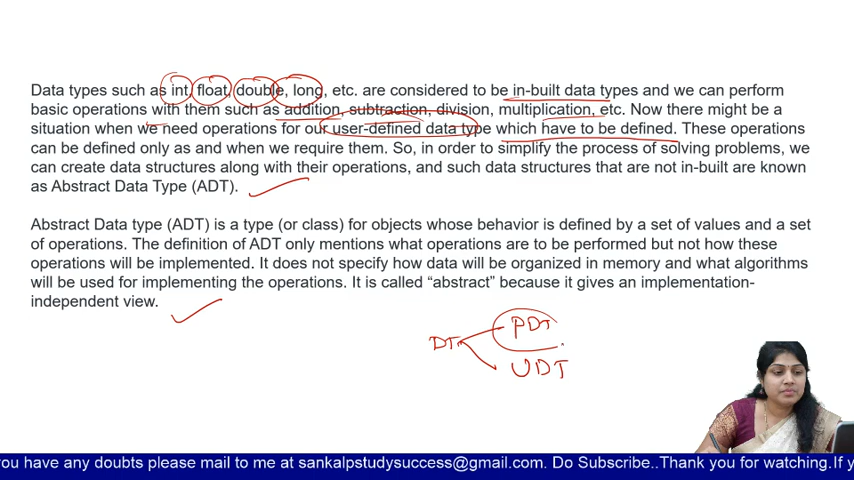 Data types such as int, float, double, long, etc. are considered to be in-built data types and we can perform
basic operations with them such as addition, subtraction, division, multiplication, etc. Now there might be a
situation when we need operations for our user-defined data type which have to be defined. These operations
can be defined only as and when we require them. So, in order to simplify the process of solving problems, we
can create data structures along with their operations, and such data structures that are not in-built are known
as Abstract Data Type (ADT).
Abstract Data type (ADT) is a type (or class) for objects whose behavior is defined by a set of values and a set
of operations. The definition of ADT only mentions what operations are to be performed but not how these
operations will be implemented. It does not specify how data will be organized in memory and what algorithms
will be used for implementing the operations. It is called “abstract” because it gives an implementation-
independent view.
PDT
DT
UDT
you have any doubts please mail to me at sankalpstudysuccess@gmail.com. Do Subscribe..Thank you for watching.If y